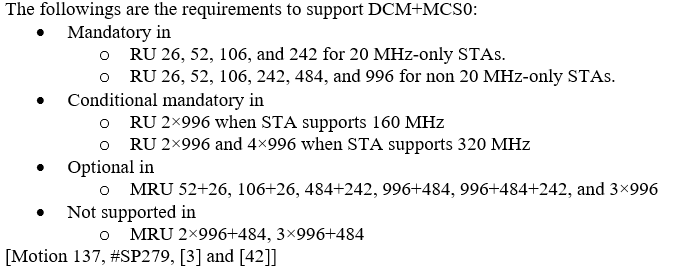 The followings are the requirements to support DCM+MCS0:
• Mandatory in
o RU 26, 52, 106, and 242 for 20 MHz-only STAs.
o RU 26, 52, 106, 242, 484, and 996 for non 20 MHz-only STAs.
• Conditional mandatory in
o RU 2×996 when STA supports 160 MHz
o RU 2×996 and 4×996 when STA supports 320 MHz
• Optional in
o MRU 52+26, 106+26, 484+242, 996+484, 996+484+242, and 3×996
• Not supported in
o MRU 2×996+484, 3×996+484
[Motion 137, #SP279, [3] and [42]]